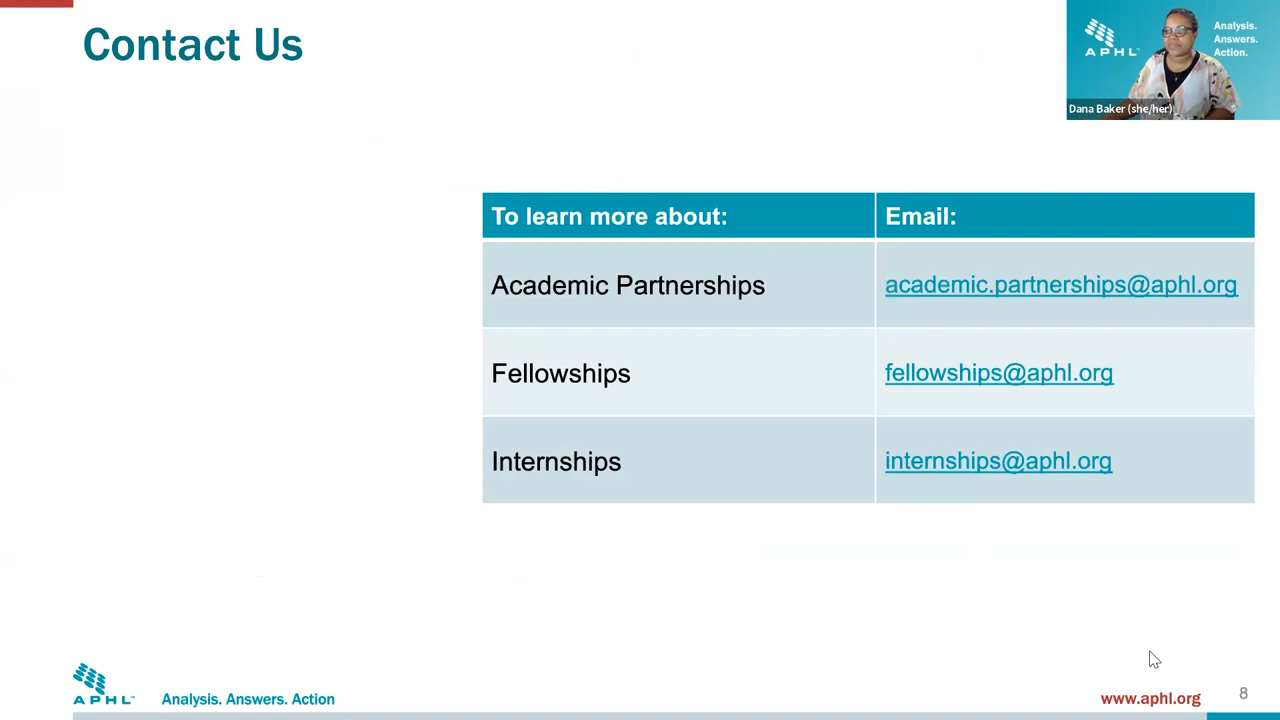 Contact Us
APHL
Analysis.
Answers.
Action.
Dana Baker (she/her)
To learn more about:
Email:
Academic Partnerships
academic.partnerships@aphl.org
Fellowships
fellowships@aphl.org
Internships
internships@aphl.org
APHL™
Analysis. Answers. Action
www.aphl.org
8